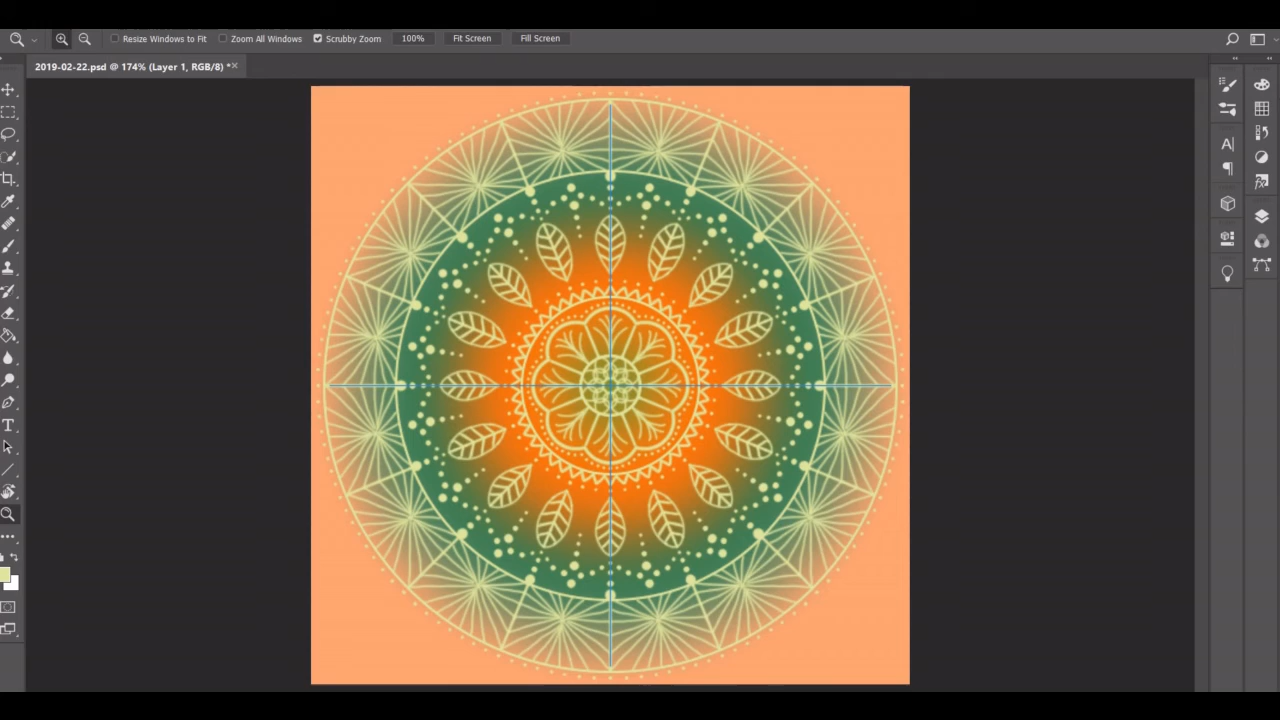 Resize Windows to Fit Zoom All Windows Scrubby Zoom 100% Fit Screen Fill Screen
2019-02-22.psd @ 174% (Layer 1, RGB/8) *